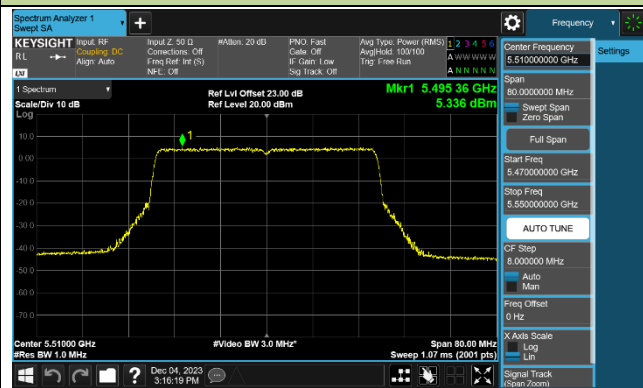 Spectrum Analyzer 1
Swept SA
+
Frequency
KEYSIGHT
Input: RF
Coupling: DC
Align: Auto
Input Z: 50 Ω
Corrections: Off
Freq Ref: Int (S)
NFE: Off
#Atten: 20 dB
PNO: Fast
Gate: Off
IF Gain: Low
Sig Track: Off
Avg Type: Power (RMS)
Avg|Hold: 100/100
Trig: Free Run
1 2 3 4 5 6
A W W W W W
A N N N N N
RL
LXI
1 Spectrum
Scale/Div 10 dB
Log
Ref Lvl Offset 23.00 dB
Ref Level 20.00 dBm
Mkr1 5.495 36 GHz
5.336 dBm
1
10.0
0.00
-10.0
-20.0
-30.0
-40.0
-50.0
-60.0
-70.0
Center 5.51000 GHz
#Res BW 1.0 MHz
#Video BW 3.0 MHz*
Span 80.00 MHz
Sweep 1.07 ms (2001 pts)
Center Frequency
5.510000000 GHz
Settings
Span
80.0000000 MHz
Swept Span
Zero Span
Full Span
Start Freq
5.470000000 GHz
Stop Freq
5.550000000 GHz
AUTO TUNE
CF Step
8.000000 MHz
Auto
Man
Freq Offset
0 Hz
X Axis Scale
Log
Lin
Signal Track
(Span Zoom)
?
Dec 04, 2023
3:16:19 PM